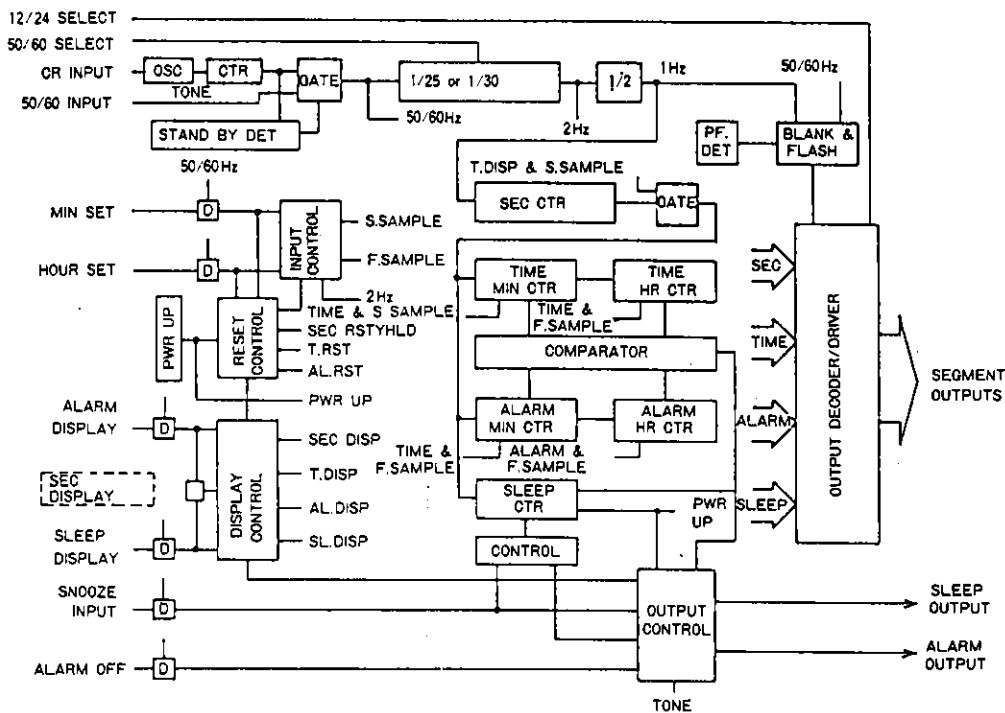 12/24 SELECT
50/60 SELECT
CR INPUT
OSC
CTR
GATE
1/25 or 1/30
1/2
1Hz
50/60Hz
TONE
50/60 INPUT
STAND BY DET
50/60Hz
2Hz
PF.
DET
BLANK &
FLASH
50/60Hz
T.DISP & S.SAMPLE
SEC CTR
GATE
MIN SET
D
INPUT
CONTROL
S.SAMPLE
F.SAMPLE
HOUR SET
D
2Hz
TIME & S SAMPLE
SEC RSTYHLD
T.RST
AL.RST
PWR UP
RESET
CONTROL
PWR UP
TIME
MIN CTR
TIME
HR CTR
TIME &
F.SAMPLE
COMPARATOR
ALARM
MIN CTR
ALARM
HR CTR
TIME &
F.SAMPLE
ALARM &
F.SAMPLE
SEC
TIME
ALARM
SLEEP
OUTPUT DECODER/DRIVER
SEGMENT
OUTPUTS
ALARM
DISPLAY
D
SEC
DISPLAY
DISPLAY
CONTROL
SEC DISP
T.DISP
AL.DISP
SL.DISP
SLEEP
DISPLAY
D
SLEEP
CTR
PWR
UP
CONTROL
SNOOZE
INPUT
D
OUTPUT
CONTROL
SLEEP
OUTPUT
ALARM OFF
D
ALARM
OUTPUT
TONE